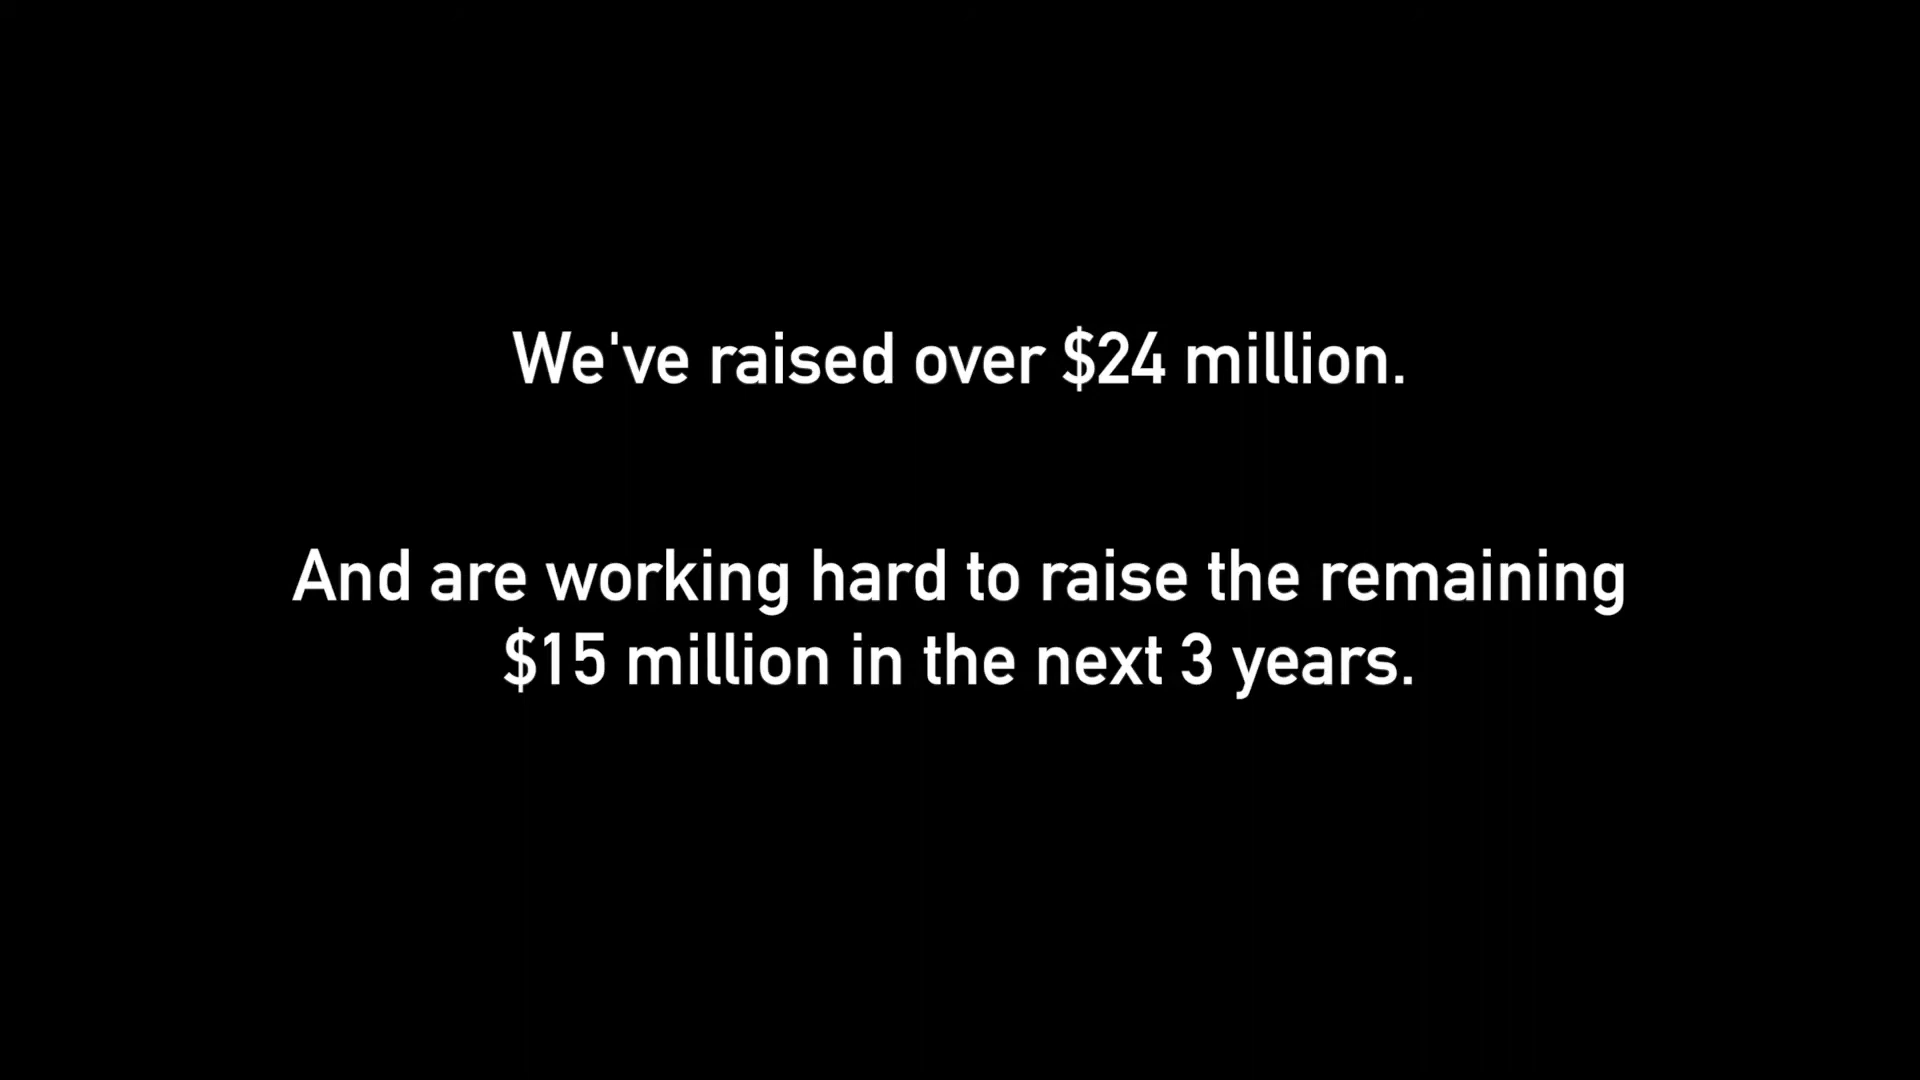 We've raised over $24 million.
And are working hard to raise the remaining
$15 million in the next 3 years.